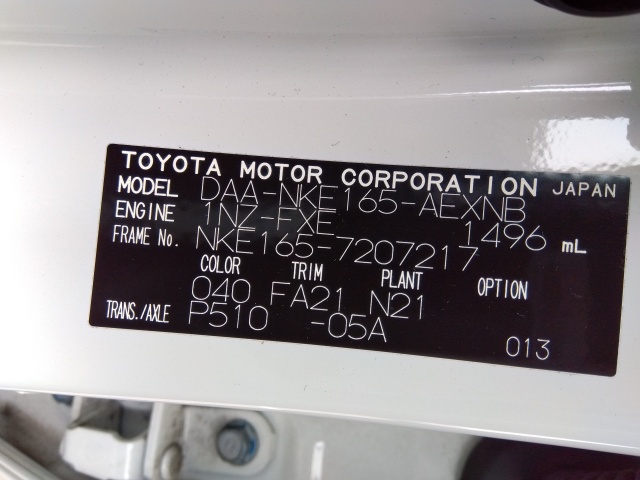 TOYOTA MOTOR CORPORATION JAPAN
MODEL DAA-NKE165-AEXNB
ENGINE 1NZ-FXE 1496 mL
FRAME No. NKE165-7207217
COLOR TRIM PLANT OPTION
040 FA21 N21
TRANS./AXLE P510 -05A
013